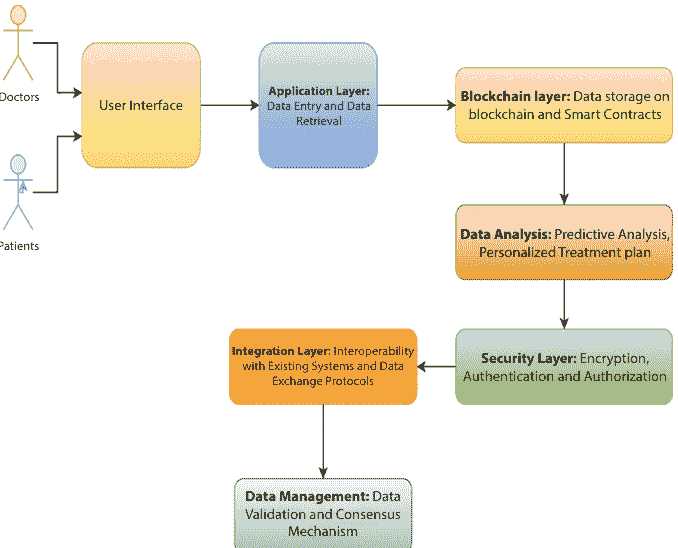 Doctors
User Interface
Application Layer:
Data Entry and Data
Retrieval
Blockchain layer: Data storage on
blockchain and Smart Contracts
Patients
Data Analysis: Predictive Analysis,
Personalized Treatment plan
Integration Layer: Interoperability
with Existing Systems and Data
Exchange Protocols
Security Layer: Encryption,
Authentication and Authorization
Data Management: Data
Validation and Consensus
Mechanism